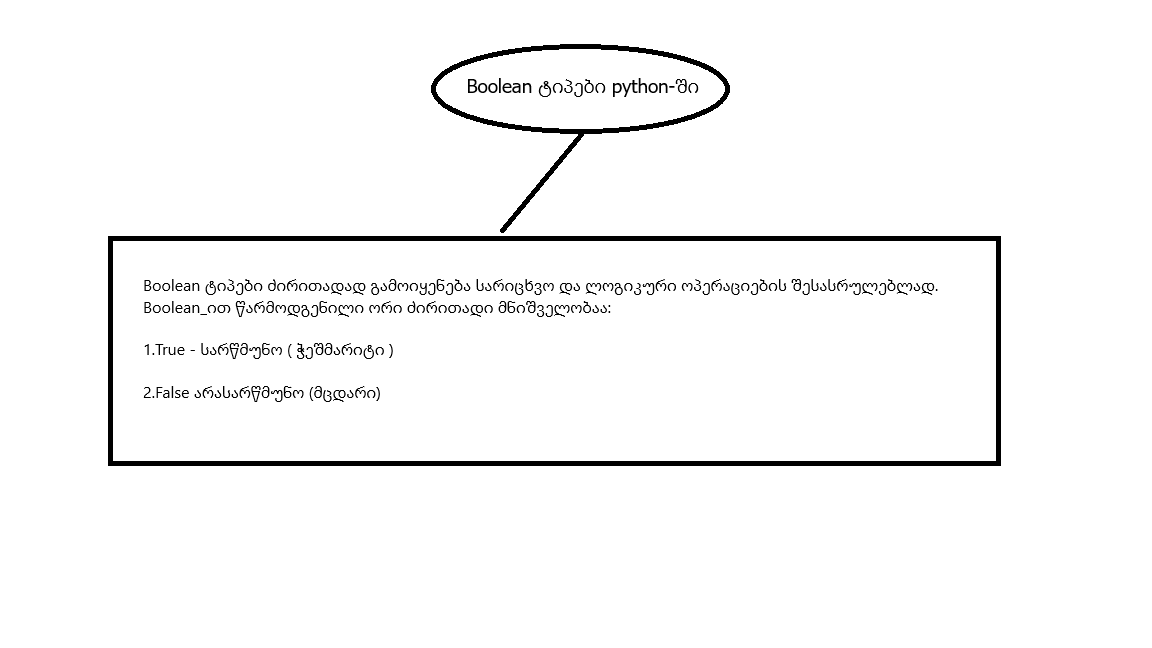 Boolean ტიპები python-ში
Boolean ტიპები ძირითადად გამოიყენება სარიცხვო და ლოგიკური ოპერაციების შესასრულებლად.
Boolean_ით წარმოდგენილი ორი ძირითადი მნიშველობაა:
1.True - სარწმუნო ( ჭეშმარიტი )
2.False არასარწმუნო (მცდარი)